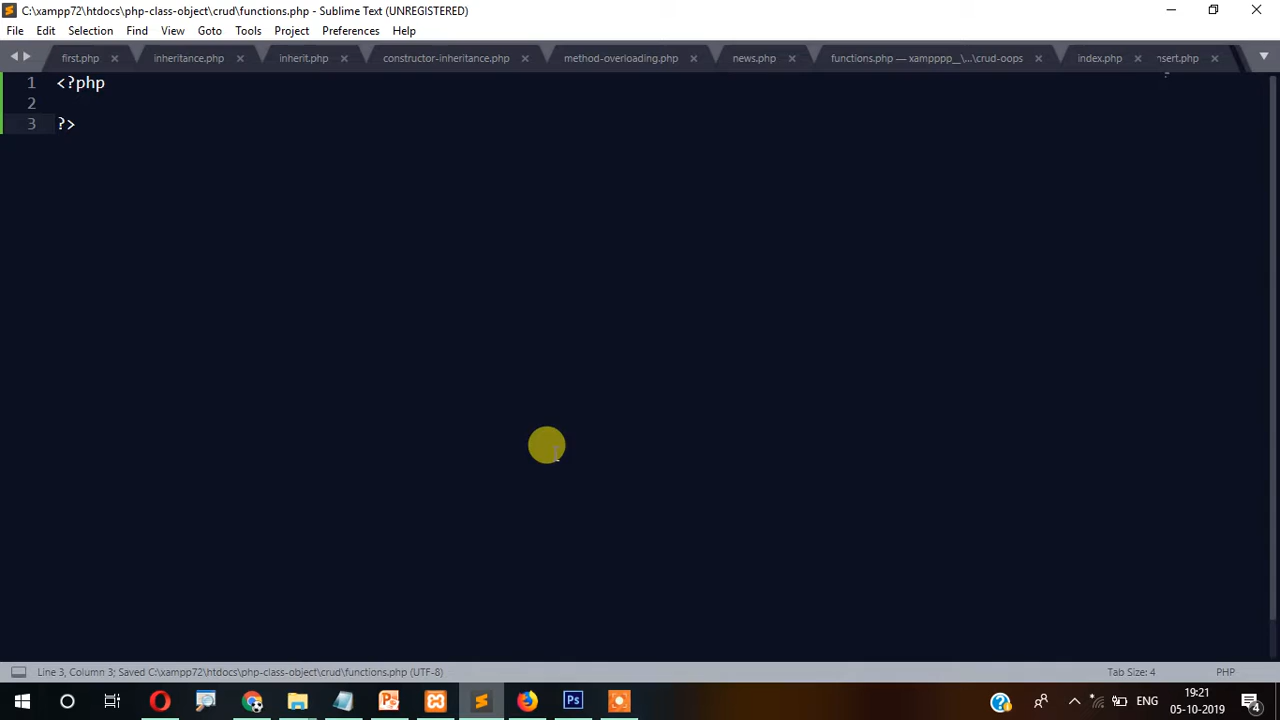 C:\xampp72\htdocs\php-class-object\crud\functions.php - Sublime Text (UNREGISTERED)
File Edit Selection Find View Goto Tools Project Preferences Help
first.php inheritance.php inherit.php constructor-inheritance.php method-overloading.php news.php functions.php — xampppp__\...\crud-oops index.php nsert.php
1 <?php
2
3 ?>
Line 3, Column 3; Saved C:\xampp72\htdocs\php-class-object\crud\functions.php (UTF-8) Tab Size: 4 PHP
Ps ENG 19:21
05-10-2019 4